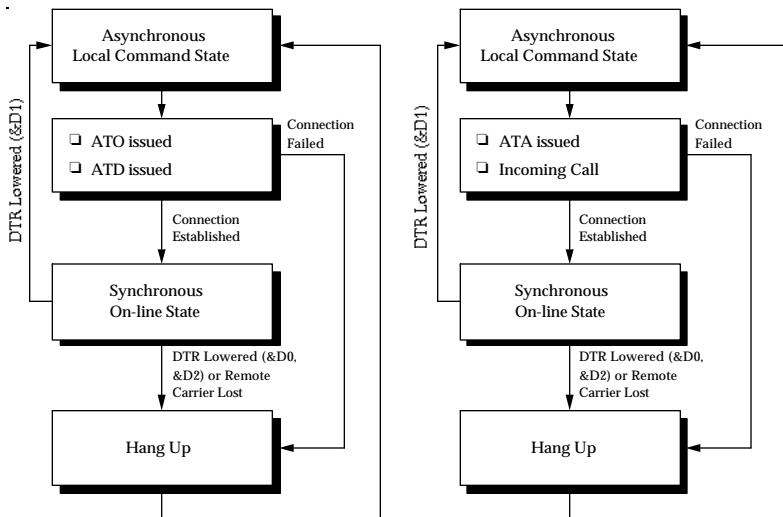 Asynchronous
Local Command State
DTR Lowered (&D1)
❏ ATO issued
❏ ATD issued
Connection
Failed
Connection
Established
Synchronous
On-line State
DTR Lowered (&D0,
&D2) or Remote
Carrier Lost
Hang Up
Asynchronous
Local Command State
DTR Lowered (&D1)
❏ ATA issued
❏ Incoming Call
Connection
Failed
Connection
Established
Synchronous
On-line State
DTR Lowered (&D0,
&D2) or Remote
Carrier Lost
Hang Up